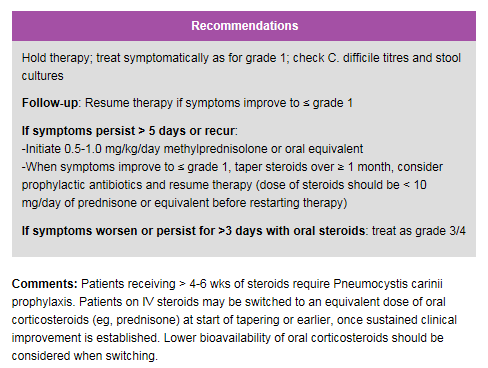 Recommendations
Hold therapy; treat symptomatically as for grade 1; check C. difficile titres and stool
cultures
Follow-up: Resume therapy if symptoms improve to ≤ grade 1
If symptoms persist > 5 days or recur:
-Initiate 0.5-1.0 mg/kg/day methylprednisolone or oral equivalent
-When symptoms improve to ≤ grade 1, taper steroids over ≥ 1 month, consider
prophylactic antibiotics and resume therapy (dose of steroids should be < 10
mg/day of prednisone or equivalent before restarting therapy)
If symptoms worsen or persist for >3 days with oral steroids: treat as grade 3/4
Comments: Patients receiving > 4-6 wks of steroids require Pneumocystis carinii
prophylaxis. Patients on IV steroids may be switched to an equivalent dose of oral
corticosteroids (eg, prednisone) at start of tapering or earlier, once sustained clinical
improvement is established. Lower bioavailability of oral corticosteroids should be
considered when switching.